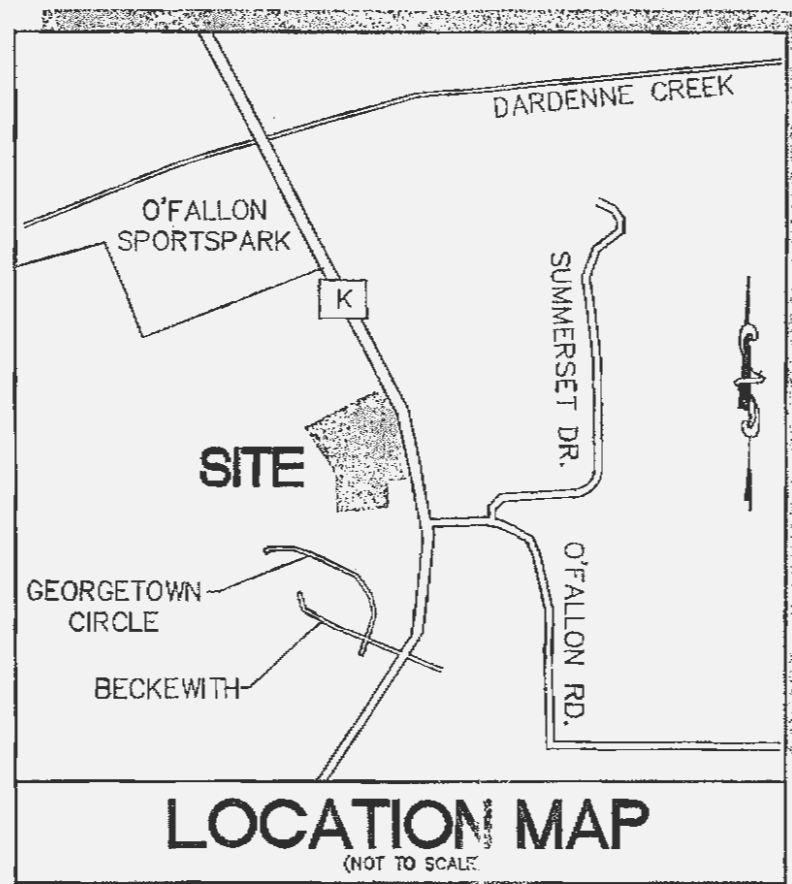 DARDENNE CREEK
O'FALLON
SPORTSPARK
K
SUMMERSET DR.
SITE
GEORGETOWN
CIRCLE
O'FALLON RD.
BECKEWITH
LOCATION MAP
(NOT TO SCALE